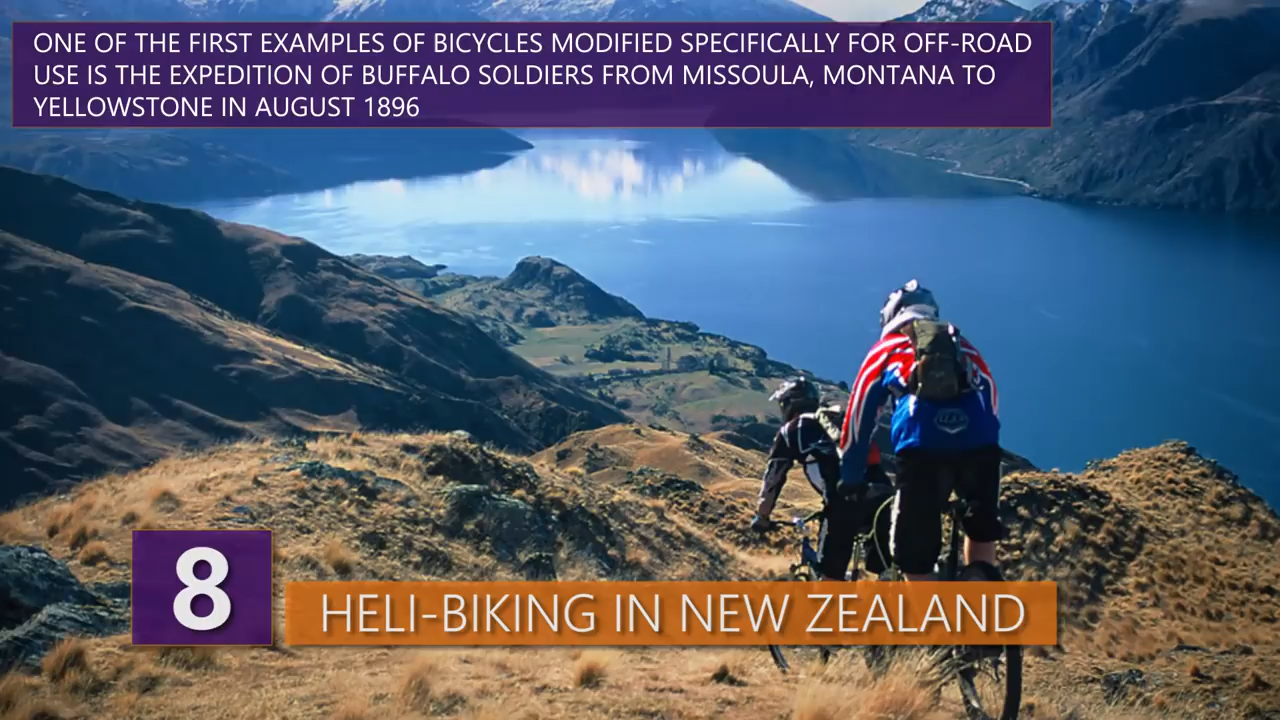 ONE OF THE FIRST EXAMPLES OF BICYCLES MODIFIED SPECIFICALLY FOR OFF-ROAD
USE IS THE EXPEDITION OF BUFFALO SOLDIERS FROM MISSOULA, MONTANA TO
YELLOWSTONE IN AUGUST 1896
8
HELI-BIKING IN NEW ZEALAND